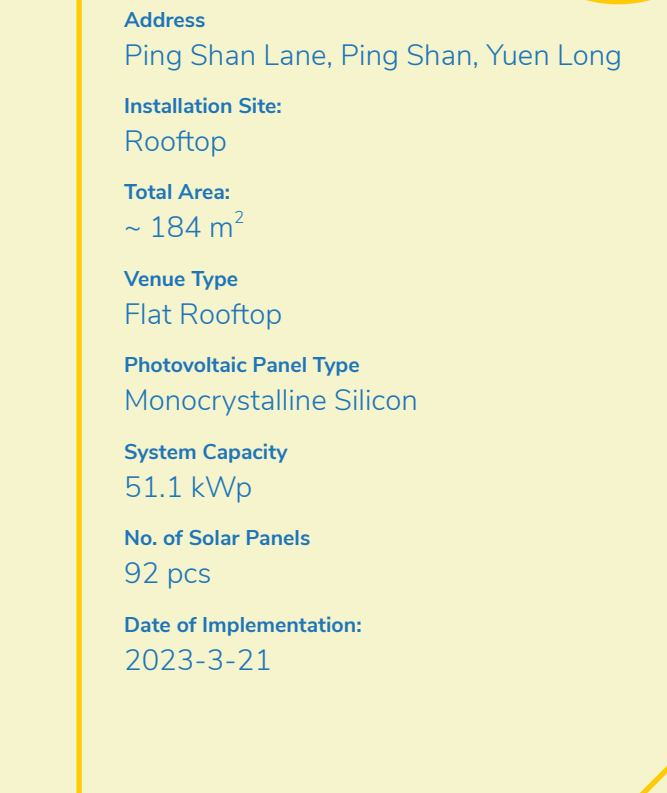 Address
Ping Shan Lane, Ping Shan, Yuen Long
Installation Site:
Rooftop
Total Area:
~ 184 m²
Venue Type
Flat Rooftop
Photovoltaic Panel Type
Monocrystalline Silicon
System Capacity
51.1 kWp
No. of Solar Panels
92 pcs
Date of Implementation:
2023-3-21